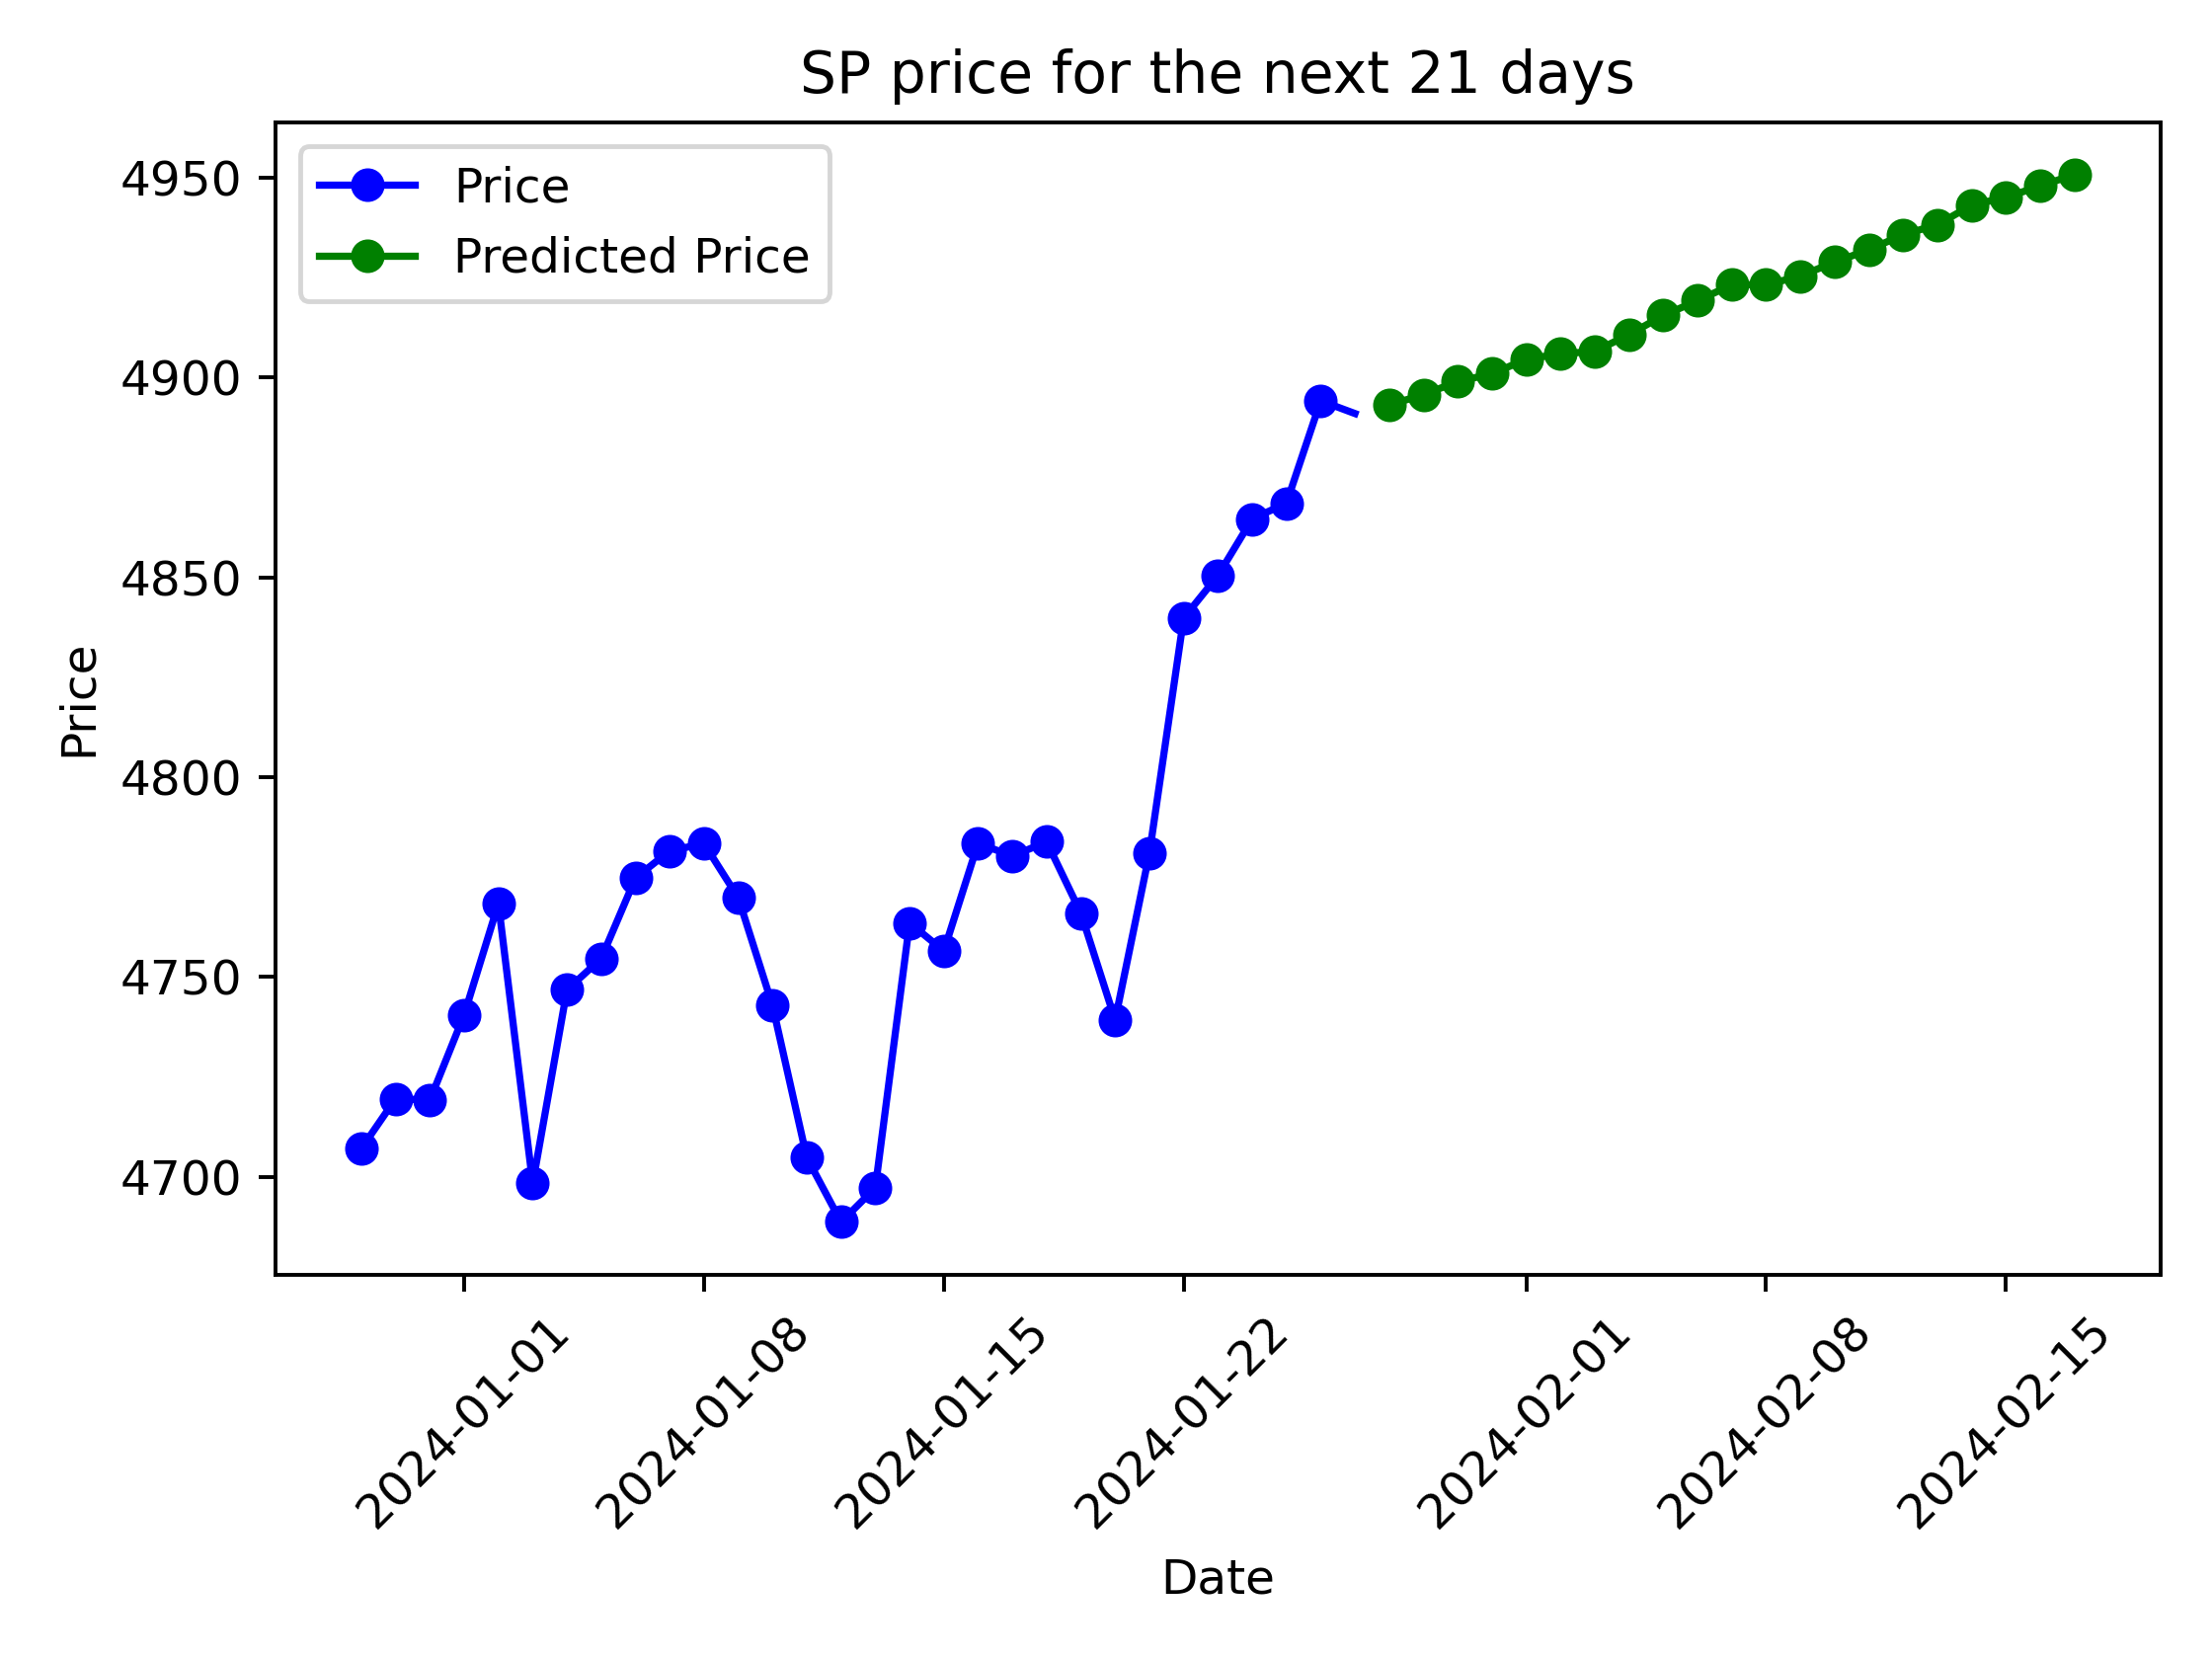 SP price for the next 21 days
Price
Predicted Price
4950
4900
4850
4800
4750
4700
Price
2024-01-01
2024-01-08
2024-01-15
2024-01-22
2024-02-01
2024-02-08
2024-02-15
Date